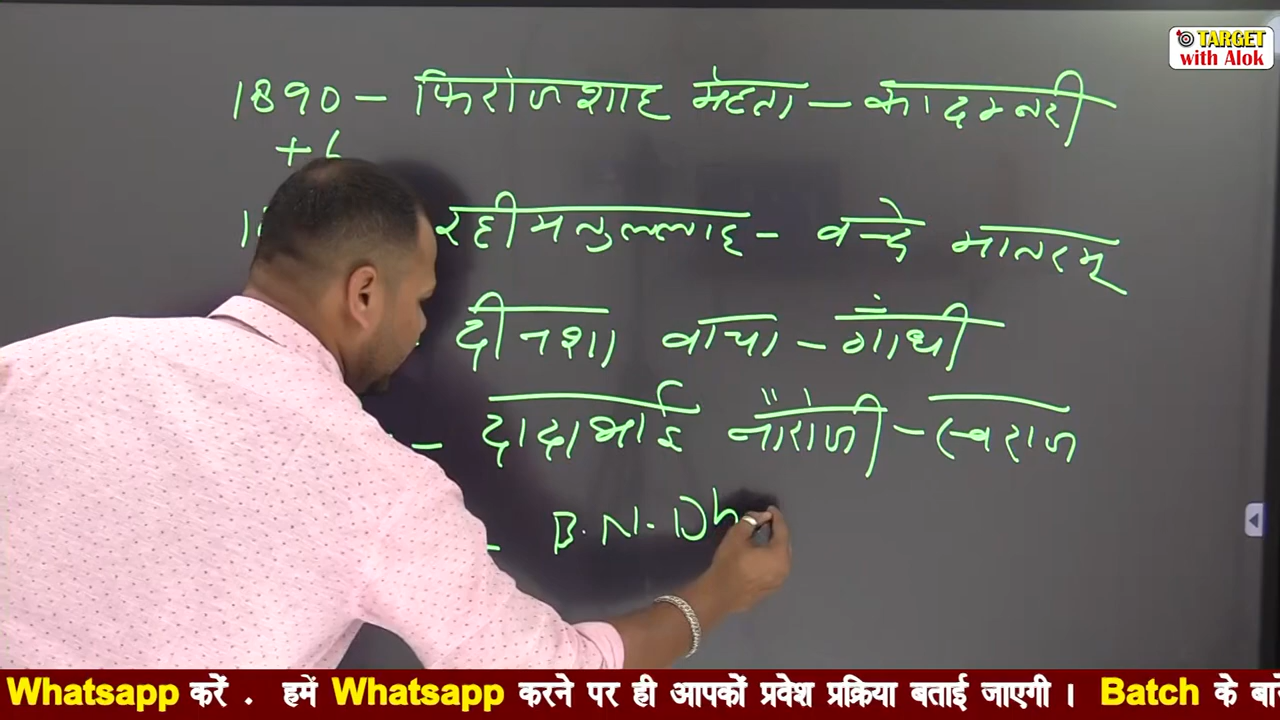 TARGET
with Alok
1890 – फिरोजशाह मेहता – कादम्बरी
+6
रहीमतुल्लाह – वन्दे मातरम्
दीनशा वाचा – गाँधी
– दादाभाई नौरोजी – स्वराज
– B.N. Dh
Whatsapp करें . हमें Whatsapp करने पर ही आपकों प्रवेश प्रक्रिया बताई जाएगी । Batch के बारे